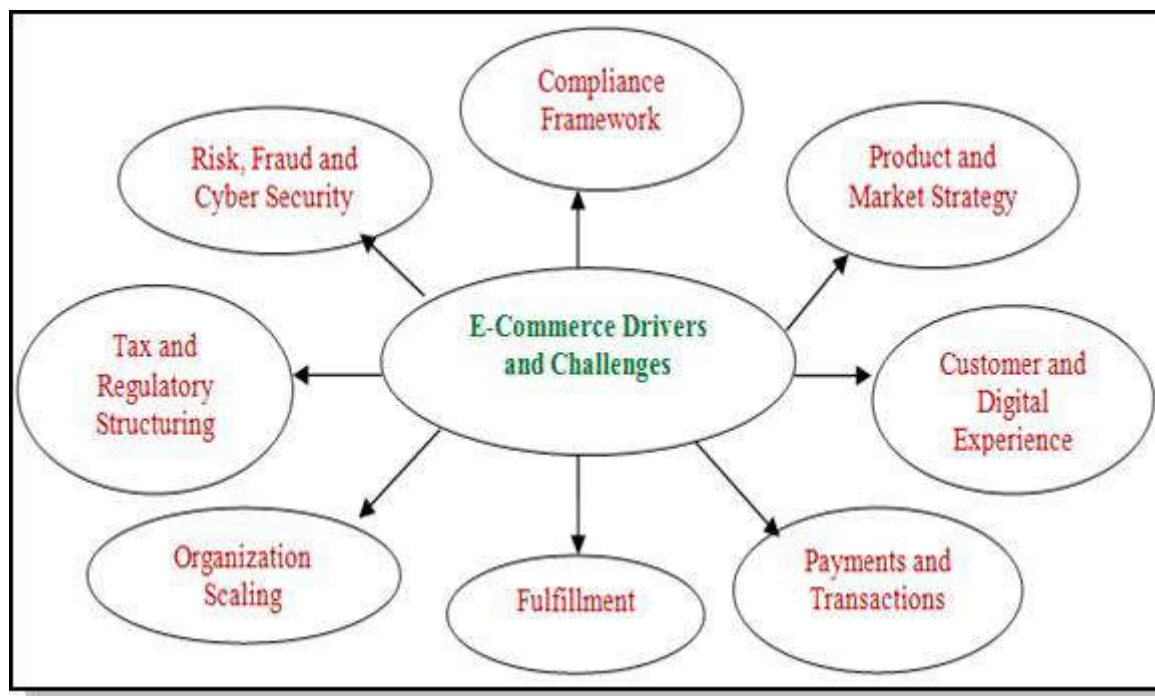 Compliance
Framework
Risk, Fraud and
Cyber Security
Product and
Market Strategy
E-Commerce Drivers
and Challenges
Tax and
Regulatory
Structuring
Customer and
Digital
Experience
Organization
Scaling
Fulfillment
Payments and
Transactions